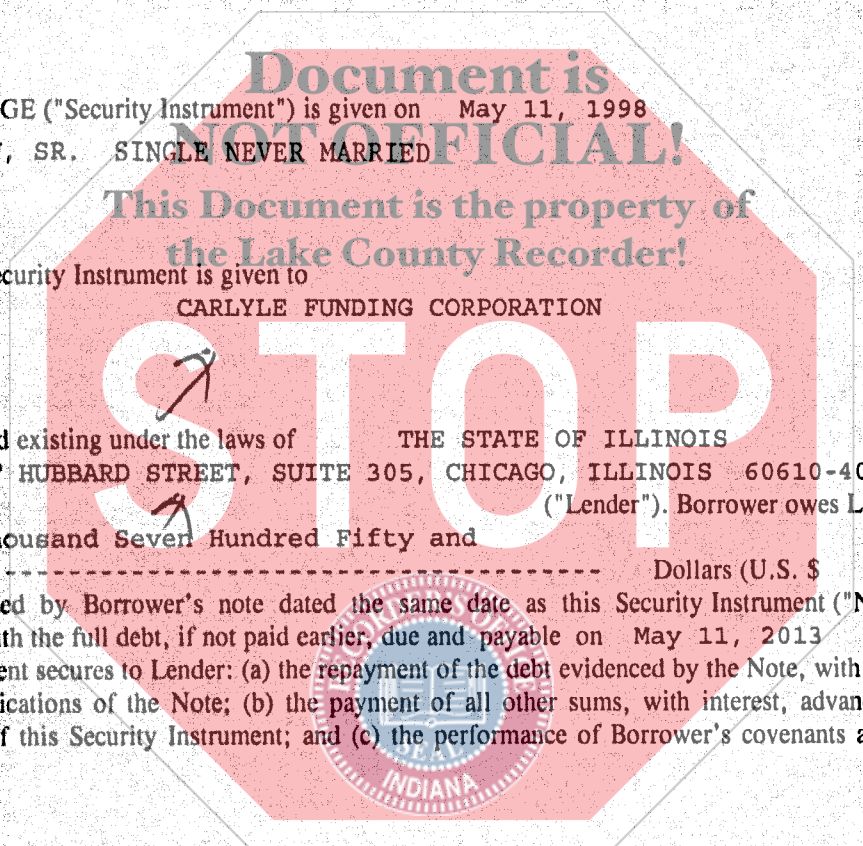 Document is
GE ("Security Instrument") is given on May 11, 1998
NOT OFFICIAL!
, SR. SINGLE NEVER MARRIED
This Document is the property of
the Lake County Recorder!
curity Instrument is given to
CARLYLE FUNDING CORPORATION
STOP
d existing under the laws of THE STATE OF ILLINOIS
HUBBARD STREET, SUITE 305, CHICAGO, ILLINOIS 60610-40
("Lender"). Borrower owes L
ousand Seven Hundred Fifty and
---------------------------------------- Dollars (U.S. $
ed by Borrower's note dated the same date as this Security Instrument ("N
th the full debt, if not paid earlier, due and payable on May 11, 2013
ent secures to Lender: (a) the repayment of the debt evidenced by the Note, with
ications of the Note; (b) the payment of all other sums, with interest, advan
f this Security Instrument; and (c) the performance of Borrower's covenants a
SEAL
INDIANA